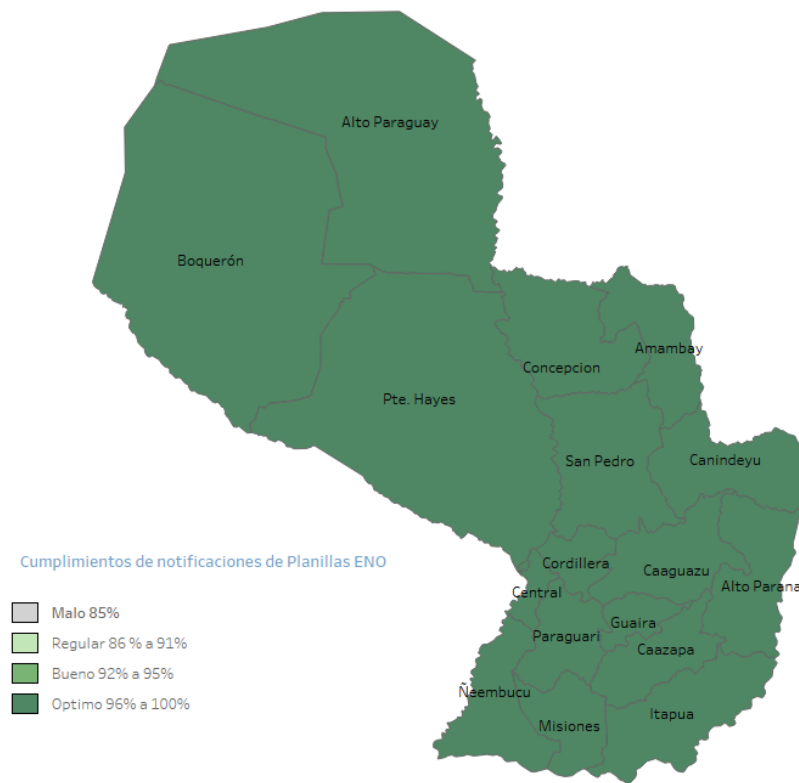 Alto Paraguay
Boquerón
Amambay
Concepcion
Pte. Hayes
San Pedro
Canindeyu
Cumplimientos de notificaciones de Planillas ENO
Cordillera
Caaguazu
Central
Alto Parana
Malo 85%
Guaira
Regular 86 % a 91%
Paraguari
Caazapa
Bueno 92% a 95%
Ñeembucu
Optimo 96% a 100%
Misiones
Itapua